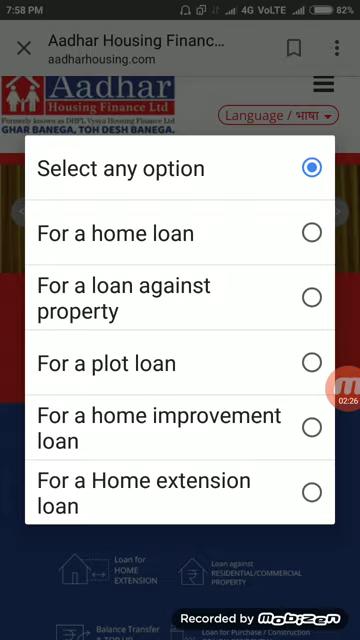 7:58 PM
4G VoLTE
82%
Aadhar Housing Financ...
aadharhousing.com
Aadhar
Housing Finance Ltd
Formerly known as DHFL Vysya Housing Finance Ltd
GHAR BANEGA, TOH DESH BANEGA.
Language / भाषा
Select any option
For a home loan
For a loan against
property
For a plot loan
For a home improvement
loan
For a Home extension
loan
02:26
Loan for
HOME
EXTENSION
Loan against
RESIDENTIAL/COMMERCIAL
PROPERTY
Balance Transfer
Loan for Purchase / Construction
Recorded by MOBIZEN